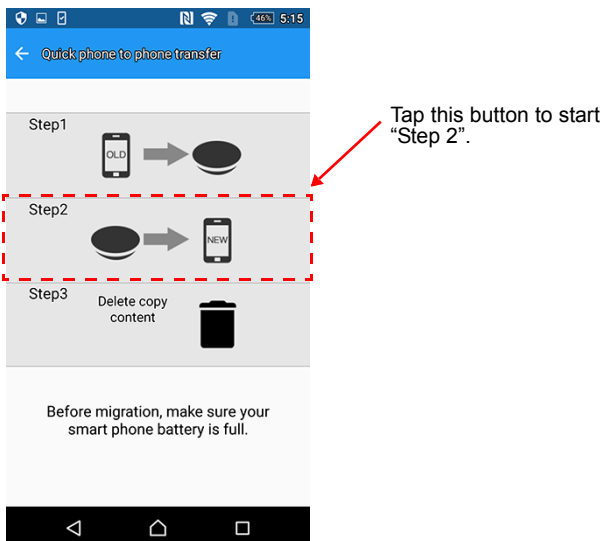 46% 5:15
Quick phone to phone transfer
Step1
OLD
Tap this button to start
“Step 2”.
Step2
NEW
Step3
Delete copy
content
Before migration, make sure your
smart phone battery is full.